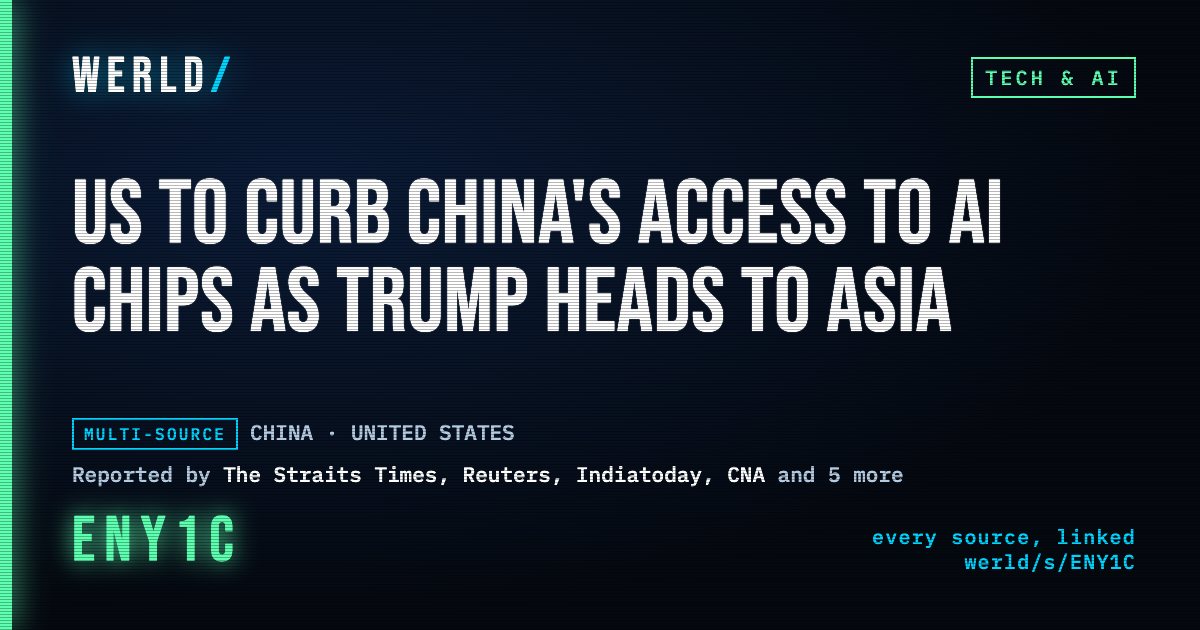 WERLD/
TECH & AI
US TO CURB CHINA'S ACCESS TO AI
CHIPS AS TRUMP HEADS TO ASIA
MULTI-SOURCE CHINA · UNITED STATES
Reported by The Straits Times, Reuters, Indiatoday, CNA and 5 more
ENY1C
every source, linked
werld/s/ENY1C